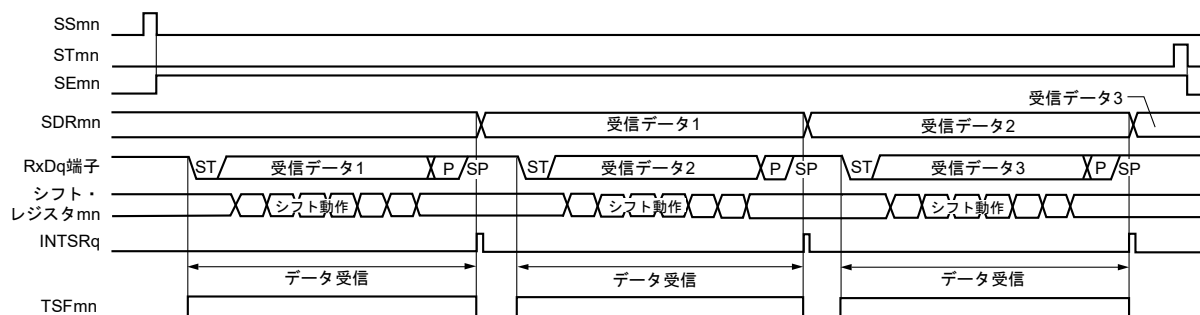 SSmn
STmn
SEmn
受信データ3
SDRmn 受信データ1 受信データ2
RxDq端子 ST 受信データ1 P SP ST 受信データ2 P SP ST 受信データ3 P SP
シフト・
レジスタmn シフト動作 シフト動作 シフト動作
INTSRq
データ受信 データ受信 データ受信
TSFmn